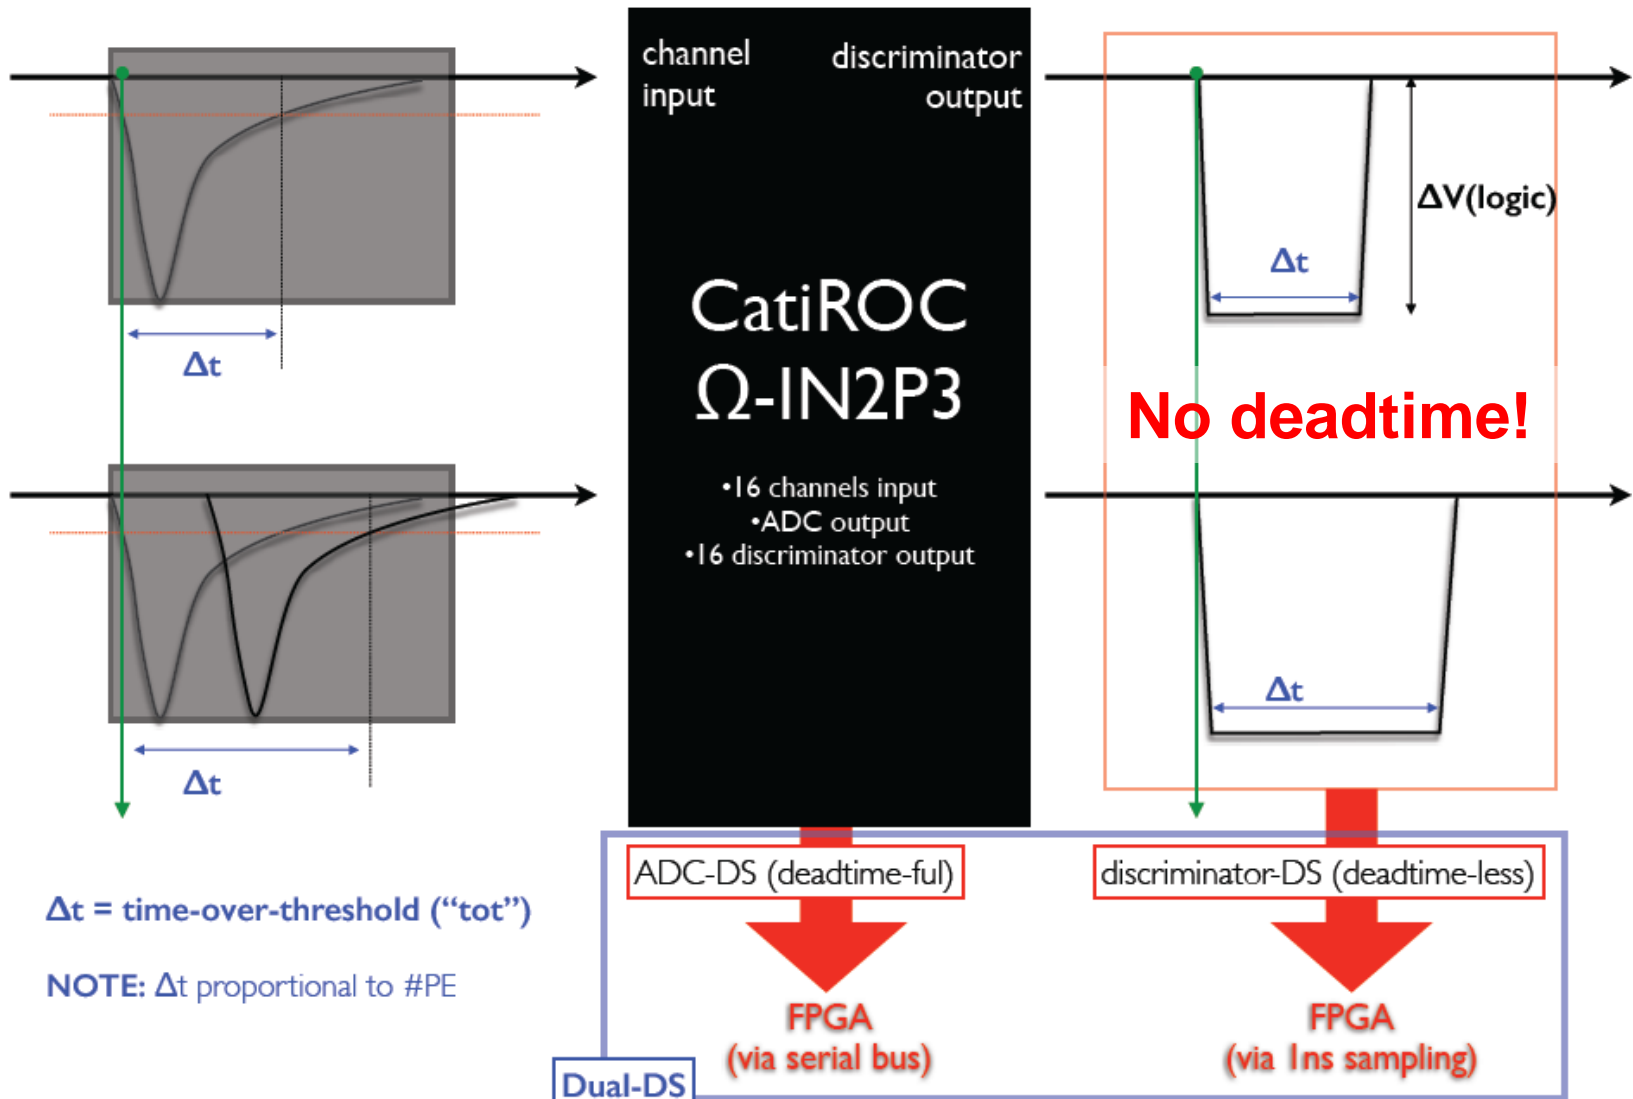 channel
input
discriminator
output
ΔV(logic)
Δt
Δt
CatiROC
Ω-IN2P3
No deadtime!
•16 channels input
•ADC output
•16 discriminator output
Δt
Δt
ADC-DS (deadtime-ful)
discriminator-DS (deadtime-less)
Δt = time-over-threshold (“tot”)
NOTE: Δt proportional to #PE
FPGA
(via serial bus)
FPGA
(via 1ns sampling)
Dual-DS